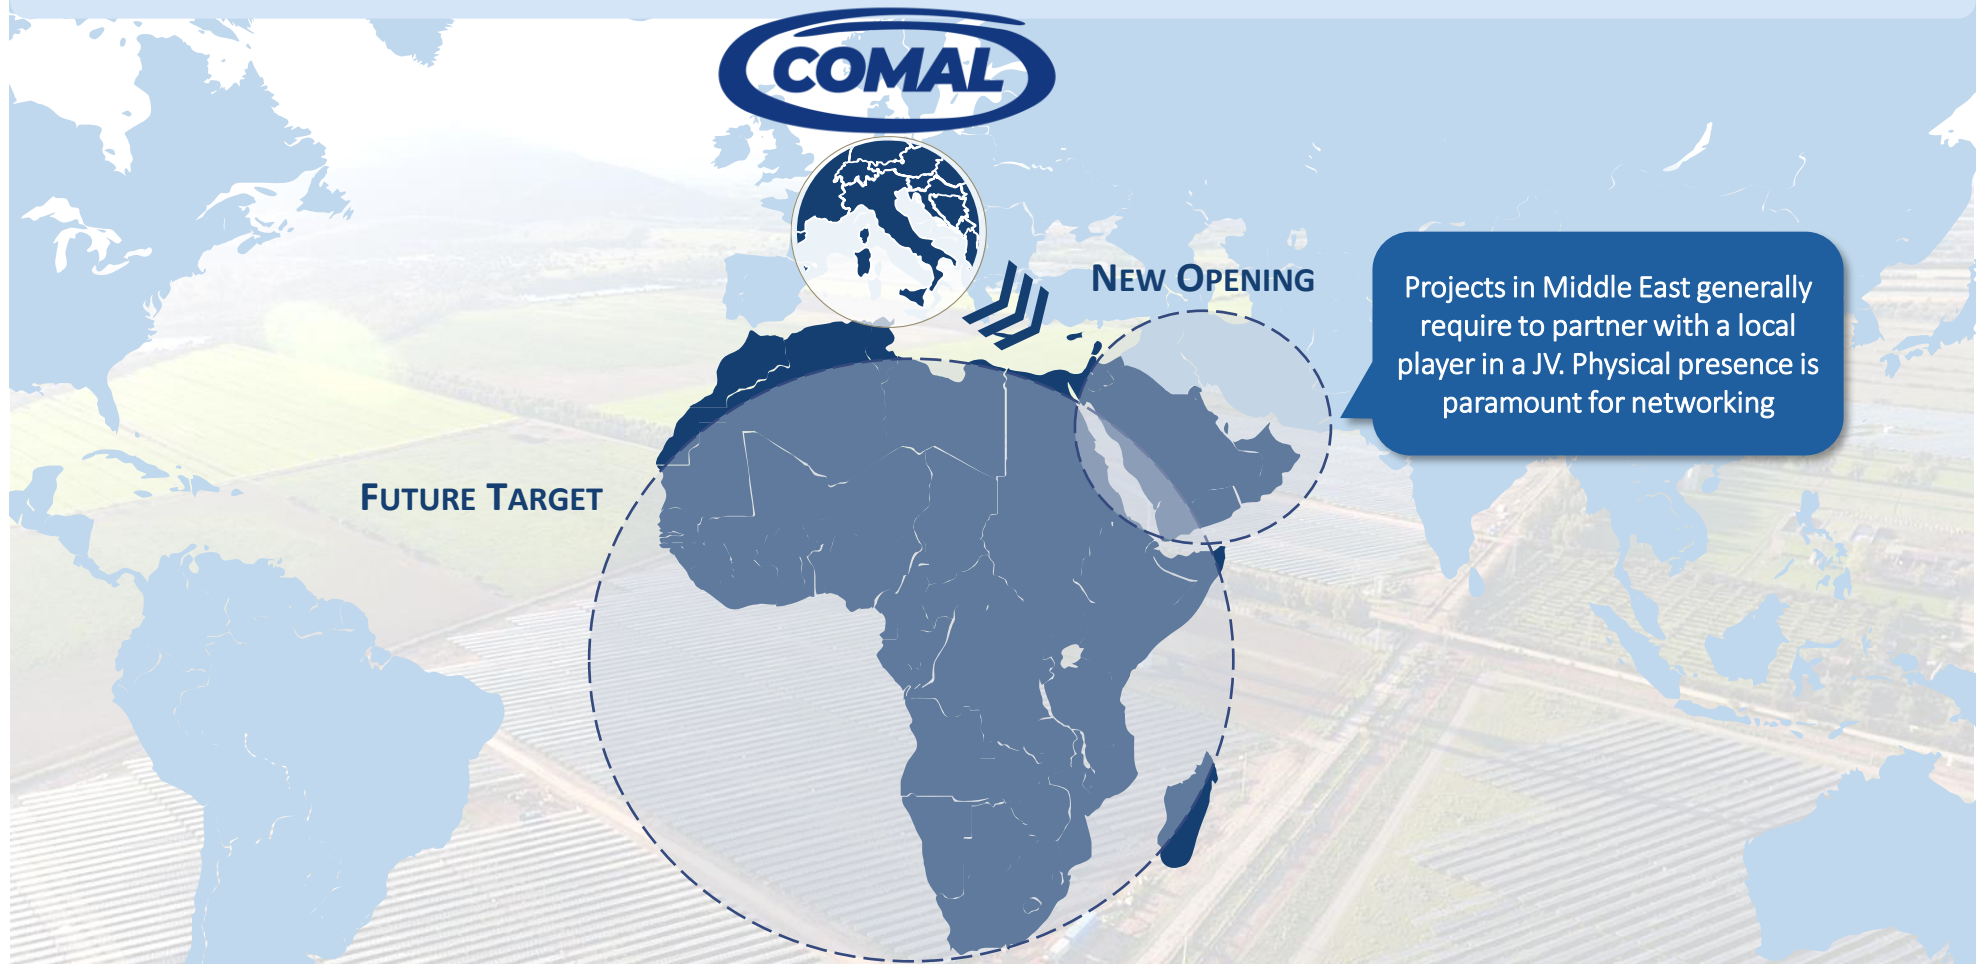 COMAL
NEW OPENING
Projects in Middle East generally
require to partner with a local
player in a JV. Physical presence is
paramount for networking
FUTURE TARGET